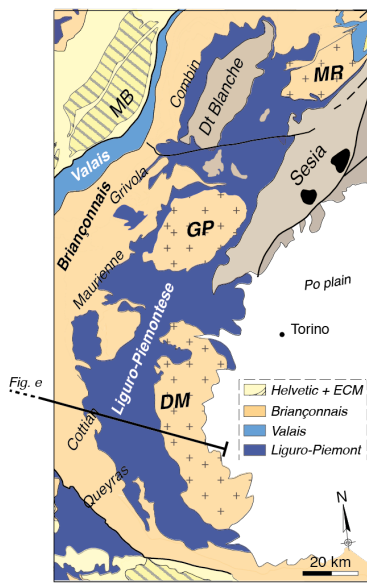 MB
Combin
Dt Blanche
MR
Valais
Sesia
Grivola
Briançonnais
GP
Maurienne
Po plain
Liguro-Piemontese
Torino
Fig. e
DM
Cottian
Queyras
Helvetic + ECM
Briançonnais
Valais
Liguro-Piemont
N
20 km